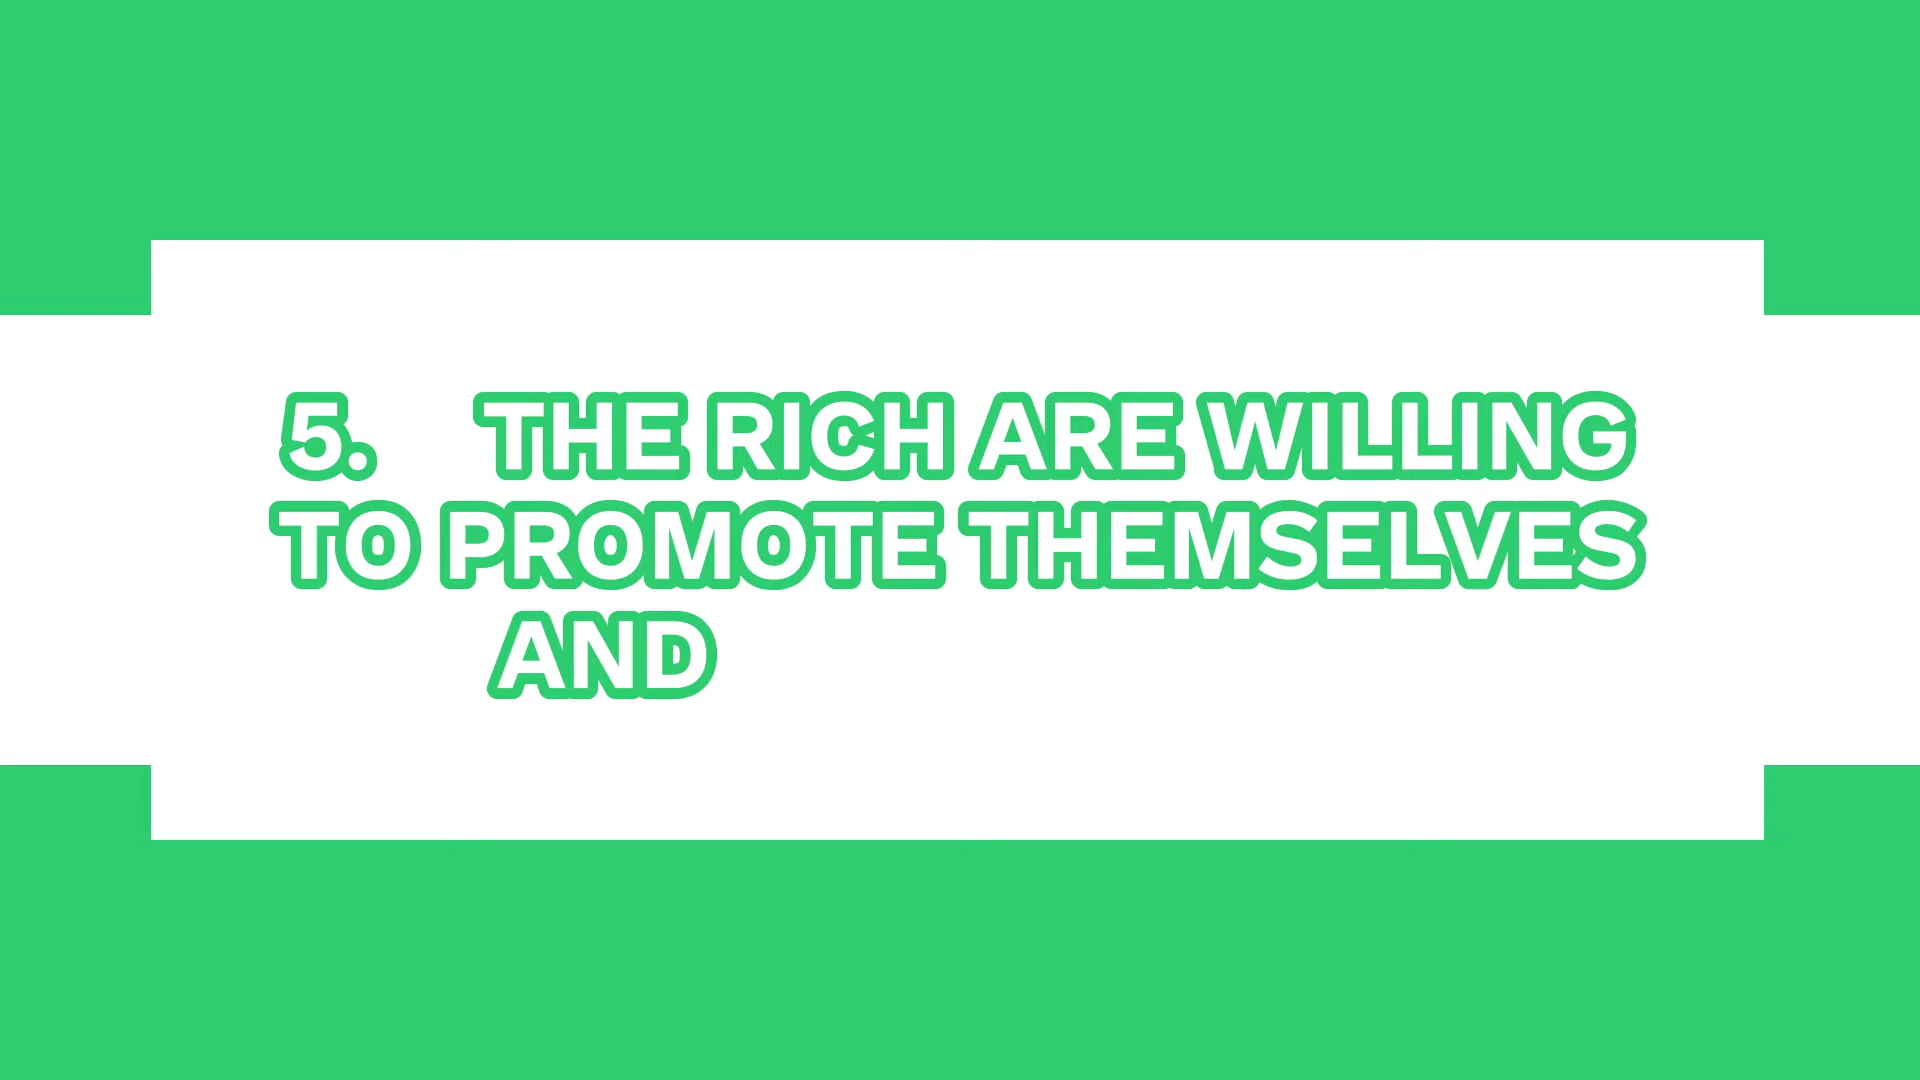 5. THE RICH ARE WILLING
TO PROMOTE THEMSELVES
AND